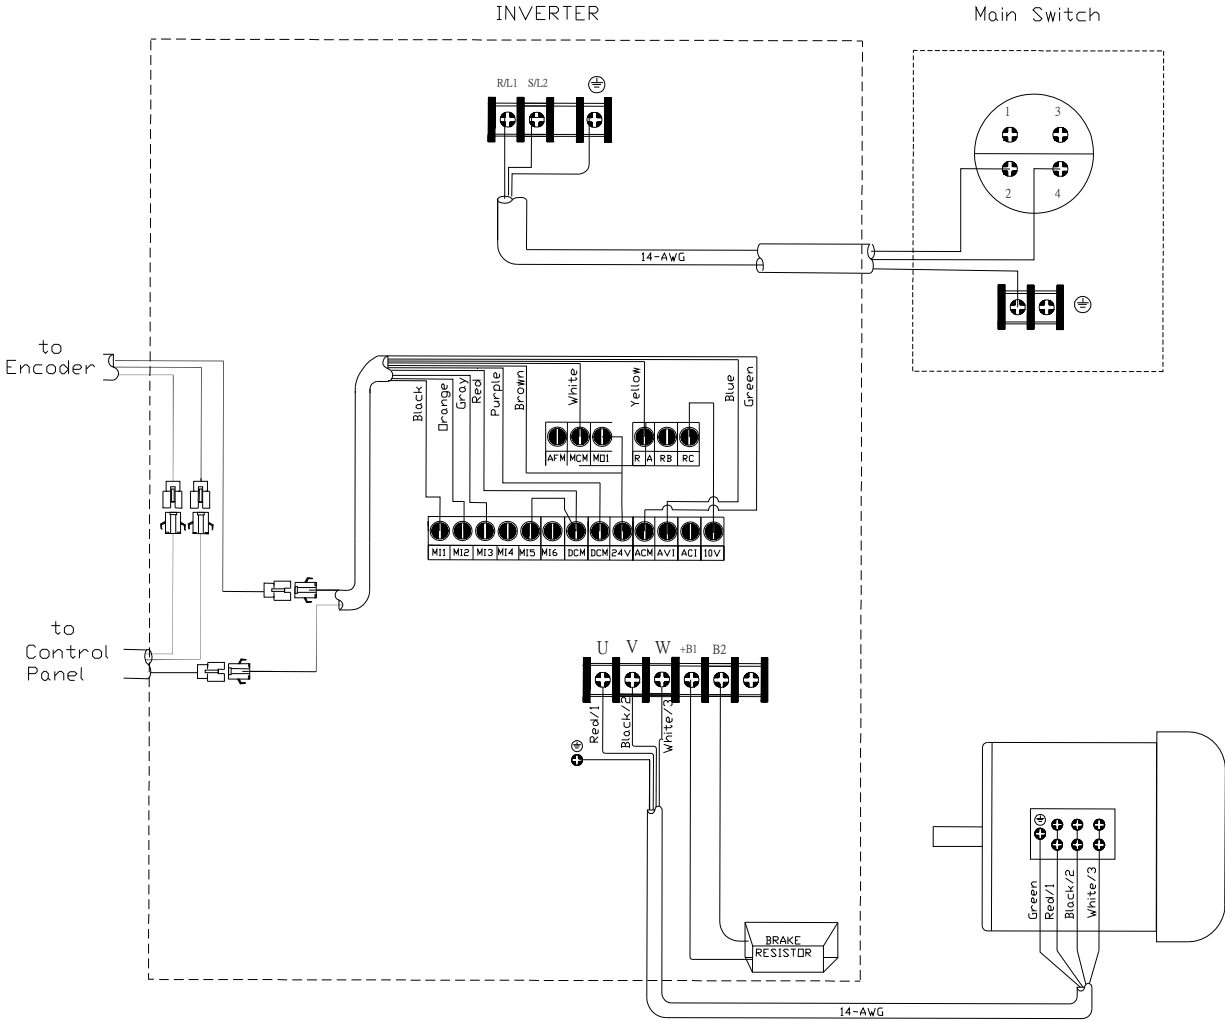 INVERTER
Main Switch
R/L1 S/L2
1 3
2 4
14-AWG
to
Encoder
Black
Orange
Gray
Red
Purple
Brown
White
Yellow
Blue
Green
AFM MCM MO1
RA RB RC
MI1 MI2 MI3 MI4 MI5 MI6 DCM DCM 24V ACM AVI ACI 10V
to
Control
Panel
U V W +B1 B2
Red/1
Black/2
White/3
Green
Red/1
Black/2
White/3
BRAKE
RESISTOR
14-AWG